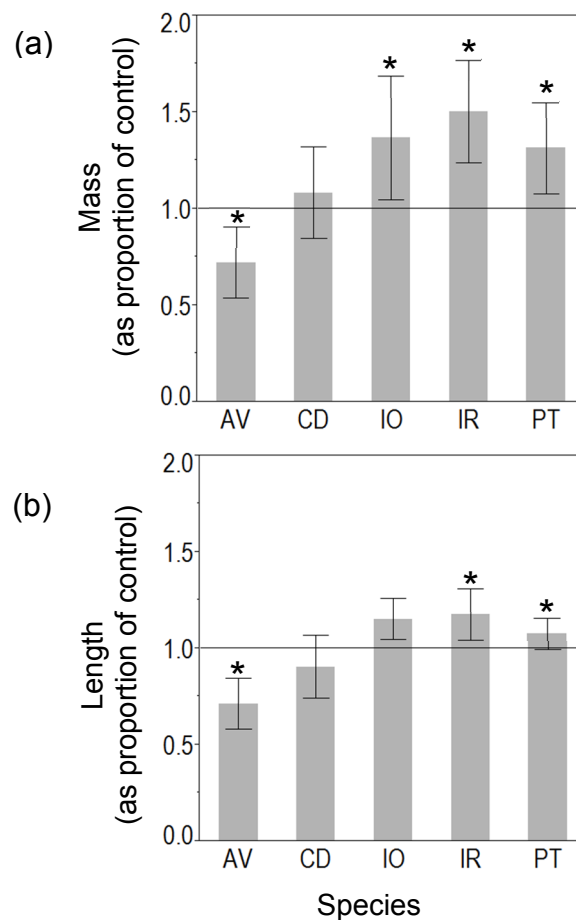 (a)
Mass
(as proportion of control)
2.0
1.5
1.0
0.5
0.0
*
*
*
*
AV CD IO IR PT
(b)
Length
(as proportion of control)
2.0
1.5
1.0
0.5
0.0
*
*
*
AV CD IO IR PT
Species